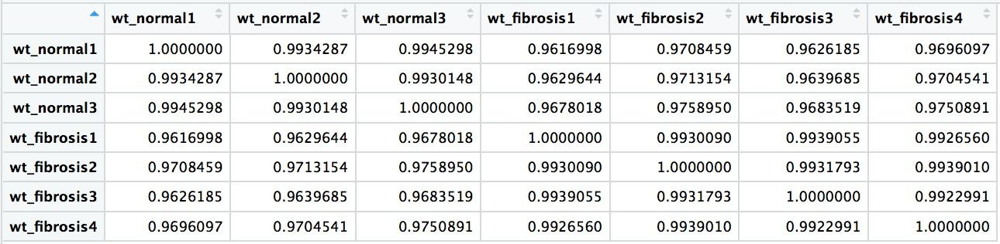 wt_normal1 wt_normal2 wt_normal3 wt_fibrosis1 wt_fibrosis2 wt_fibrosis3 wt_fibrosis4
wt_normal1 1.0000000 0.9934287 0.9945298 0.9616998 0.9708459 0.9626185 0.9696097
wt_normal2 0.9934287 1.0000000 0.9930148 0.9629644 0.9713154 0.9639685 0.9704541
wt_normal3 0.9945298 0.9930148 1.0000000 0.9678018 0.9758950 0.9683519 0.9750891
wt_fibrosis1 0.9616998 0.9629644 0.9678018 1.0000000 0.9930090 0.9939055 0.9926560
wt_fibrosis2 0.9708459 0.9713154 0.9758950 0.9930090 1.0000000 0.9931793 0.9939010
wt_fibrosis3 0.9626185 0.9639685 0.9683519 0.9939055 0.9931793 1.0000000 0.9922991
wt_fibrosis4 0.9696097 0.9704541 0.9750891 0.9926560 0.9939010 0.9922991 1.0000000